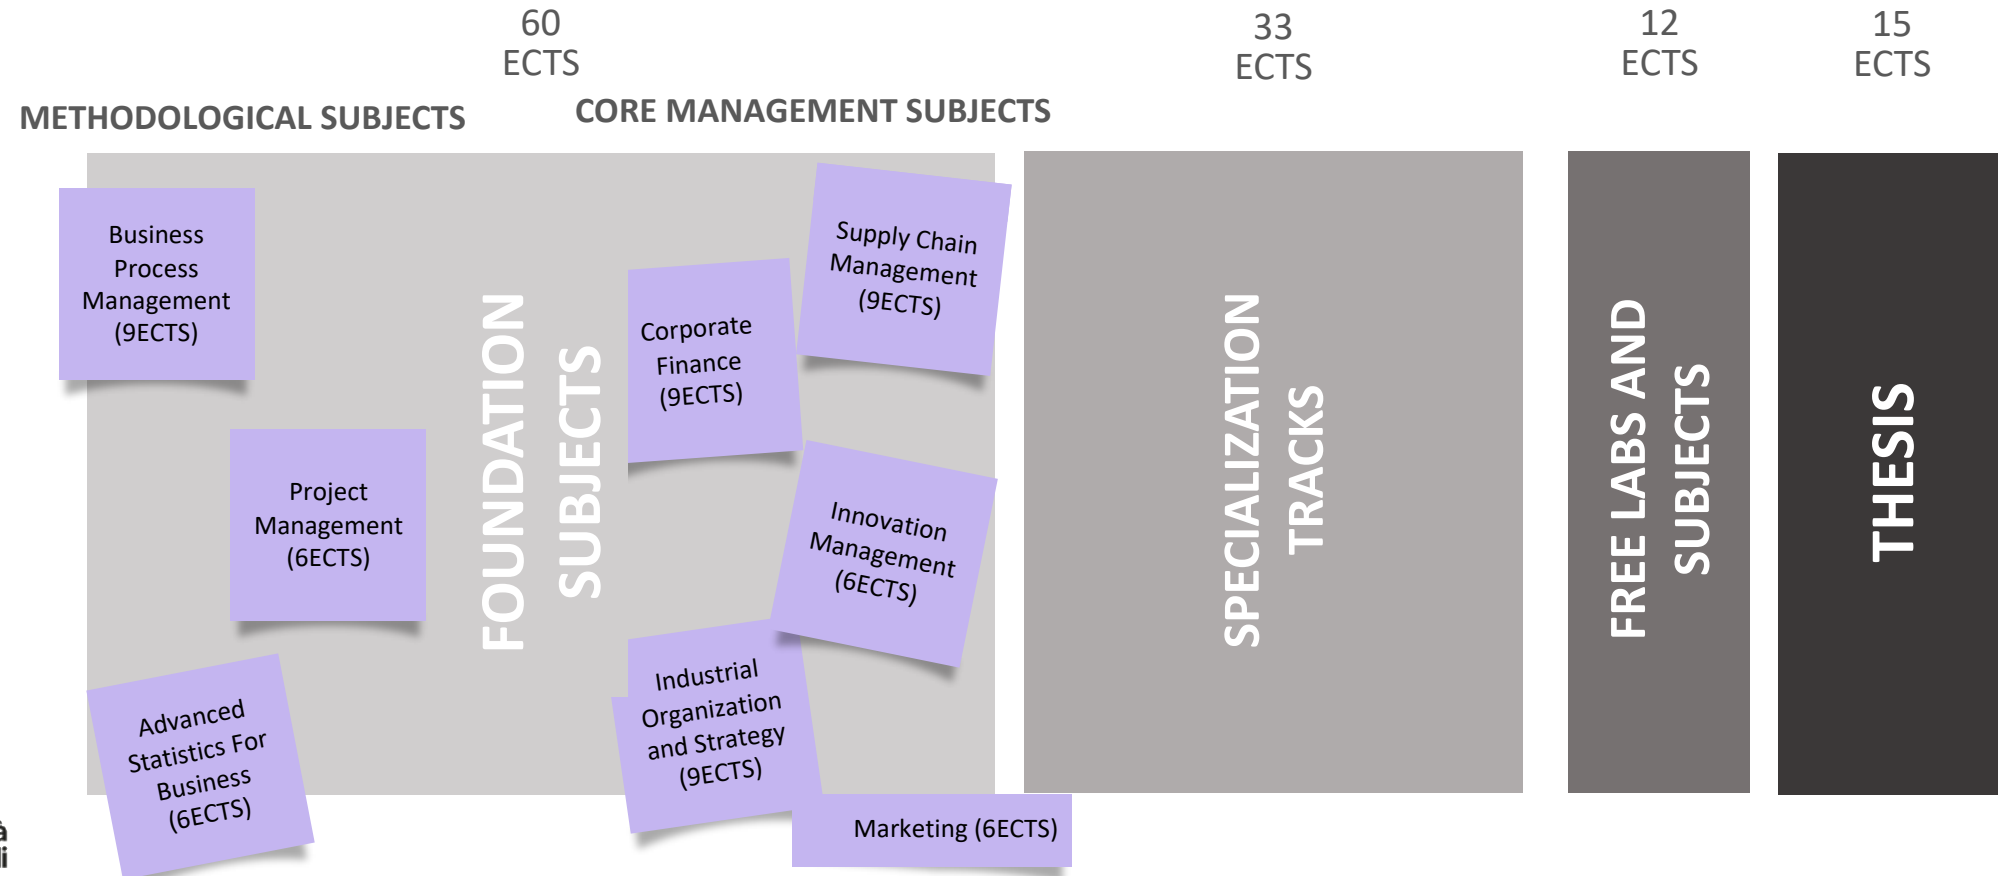 60
ECTS
33
ECTS
12
ECTS
15
ECTS
METHODOLOGICAL SUBJECTS
CORE MANAGEMENT SUBJECTS
Business
Process
Management
(9ECTS)
Project
Management
(6ECTS)
Advanced
Statistics For
Business
(6ECTS)
FOUNDATION
SUBJECTS
Corporate
Finance
(9ECTS)
Supply Chain
Management
(9ECTS)
Innovation
Management
(6ECTS)
Industrial
Organization
and Strategy
(9ECTS)
Marketing (6ECTS)
SPECIALIZATION
TRACKS
FREE LABS AND
SUBJECTS
THESIS